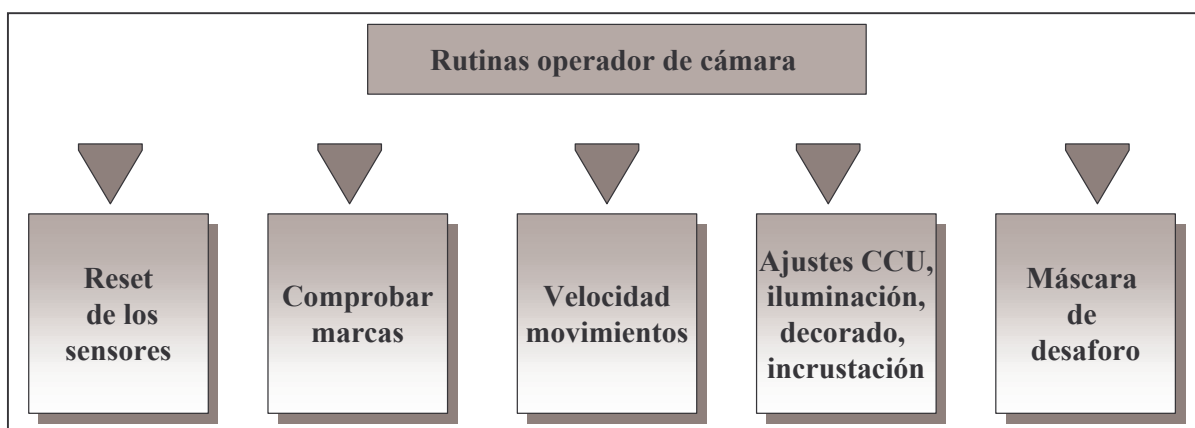 Rutinas operador de cámara
Reset
de los
sensores
Comprobar
marcas
Velocidad
movimientos
Ajustes CCU,
iluminación,
decorado,
incrustación
Máscara
de
desaforo